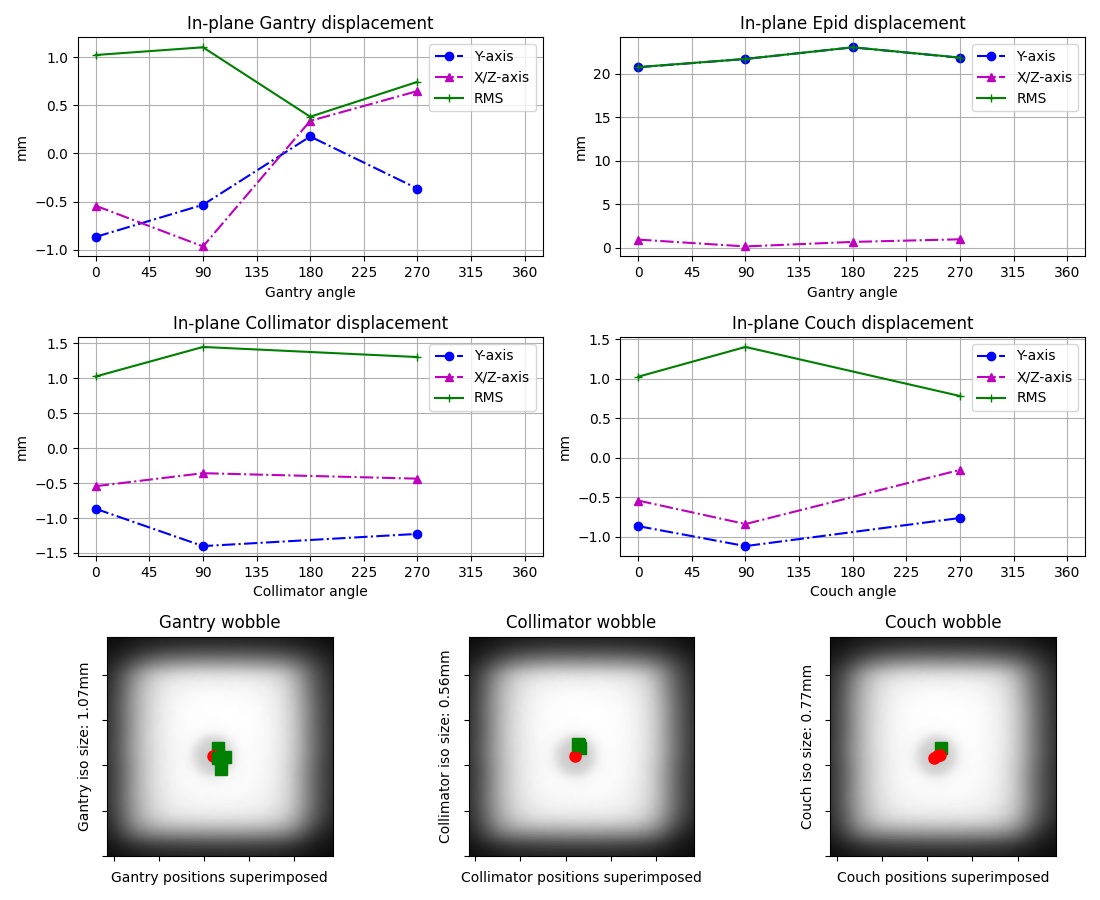 In-plane Gantry displacement
mm
1.0
0.5
0.0
−0.5
−1.0
Y-axis
X/Z-axis
RMS
0 45 90 135 180 225 270 315 360
Gantry angle
In-plane Epid displacement
mm
20
15
10
5
0
Y-axis
X/Z-axis
RMS
0 45 90 135 180 225 270 315 360
Gantry angle
In-plane Collimator displacement
mm
1.5
1.0
0.5
0.0
−0.5
−1.0
−1.5
Y-axis
X/Z-axis
RMS
0 45 90 135 180 225 270 315 360
Collimator angle
In-plane Couch displacement
mm
1.5
1.0
0.5
0.0
−0.5
−1.0
Y-axis
X/Z-axis
RMS
0 45 90 135 180 225 270 315 360
Couch angle
Gantry wobble
Gantry iso size: 1.07mm
Gantry positions superimposed
Collimator wobble
Collimator iso size: 0.56mm
Collimator positions superimposed
Couch wobble
Couch iso size: 0.77mm
Couch positions superimposed